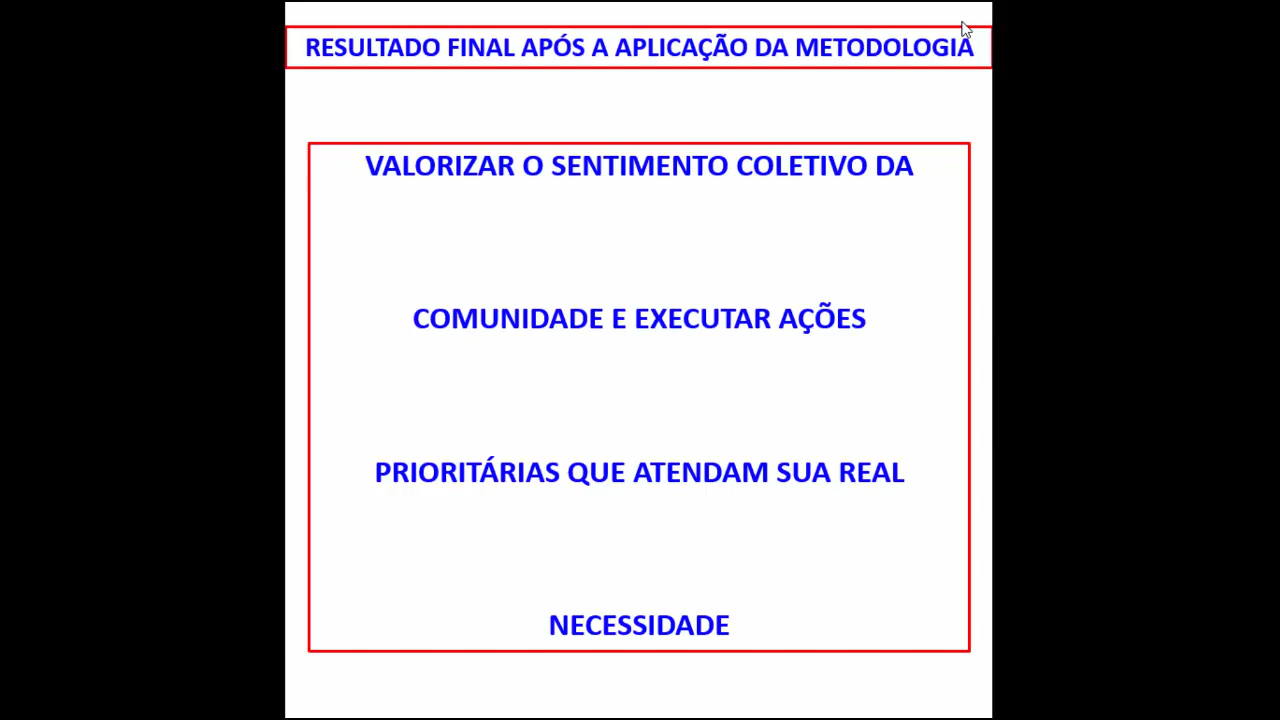 RESULTADO FINAL APÓS A APLICAÇÃO DA METODOLOGIA
VALORIZAR O SENTIMENTO COLETIVO DA
COMUNIDADE E EXECUTAR AÇÕES
PRIORITÁRIAS QUE ATENDAM SUA REAL
NECESSIDADE